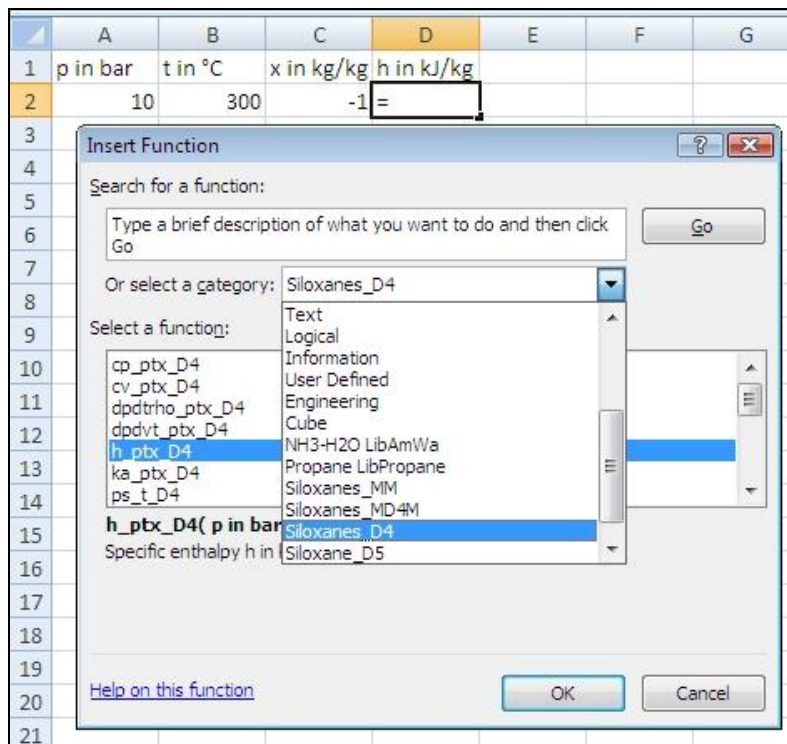 A B C D E F G
1 p in bar t in °C x in kg/kg h in kJ/kg
2 10 300 -1 =
3
Insert Function
4
Search for a function:
5
Type a brief description of what you want to do and then click
Go
Go
6
7
Or select a category: Siloxanes_D4
8
Text
Select a function:
9
Logical
Information
User Defined
Engineering
Cube
NH3-H2O LibAmWa
Propane LibPropane
Siloxanes_MM
Siloxanes_MD4M
Siloxanes_D4
Siloxane_D5
10
cp_ptx_D4
cv_ptx_D4
11
dpdtrho_ptx_D4
12
dpdvt_ptx_D4
h_ptx_D4
13
ka_ptx_D4
14
ps_t_D4
15
h_ptx_D4( p in bar
Specific enthalpy h in
16
17
18
19
20
Help on this function OK Cancel
21